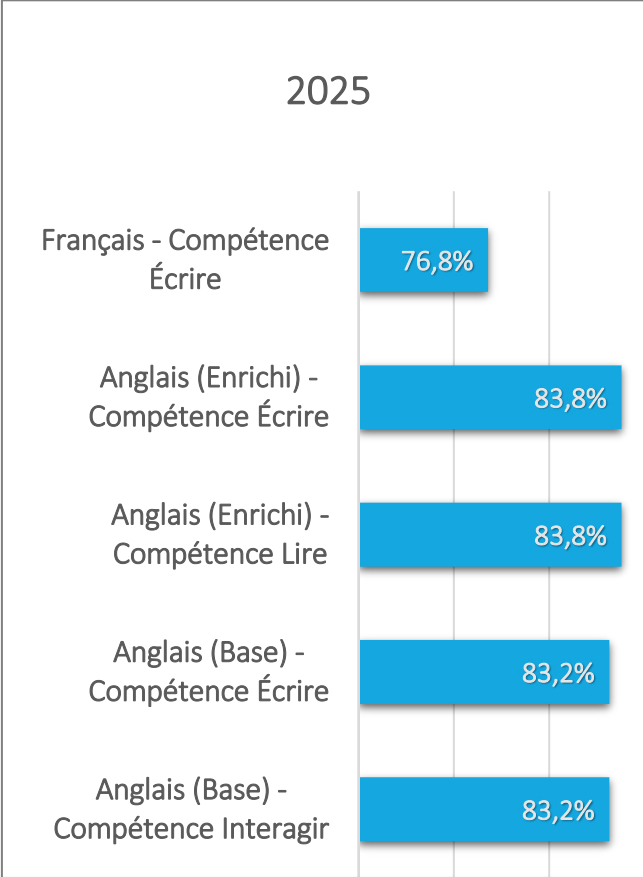 2025
Français - Compétence
Écrire
76,8%
Anglais (Enrichi) -
Compétence Écrire
83,8%
Anglais (Enrichi) -
Compétence Lire
83,8%
Anglais (Base) -
Compétence Écrire
83,2%
Anglais (Base) -
Compétence Interagir
83,2%